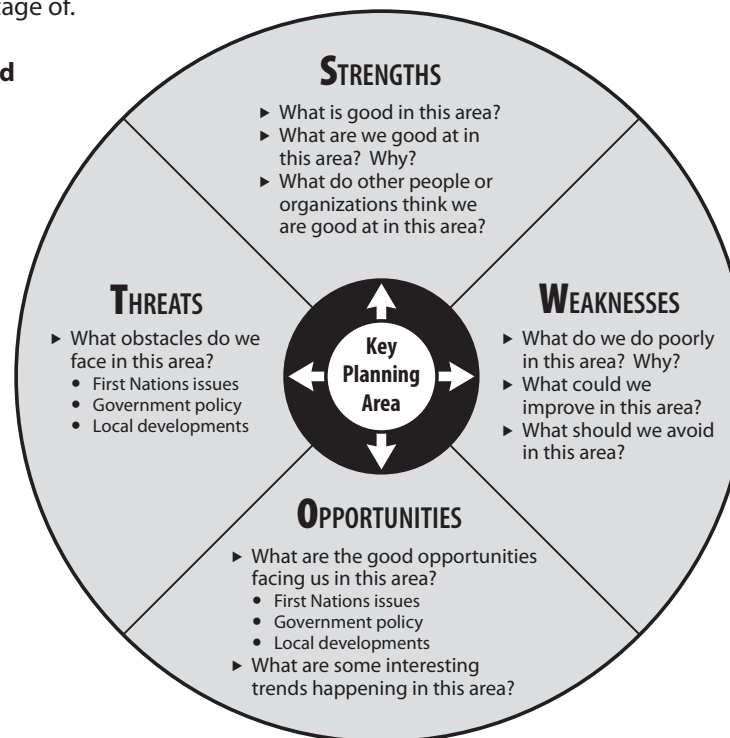 tage of.
d
STRENGTHS
▸ What is good in this area?
▸ What are we good at in
this area? Why?
▸ What do other people or
organizations think we
are good at in this area?
THREATS
▸ What obstacles do we
face in this area?
• First Nations issues
• Government policy
• Local developments
Key
Planning
Area
WEAKNESSES
▸ What do we do poorly
in this area? Why?
▸ What could we
improve in this area?
▸ What should we avoid
in this area?
OPPORTUNITIES
▸ What are the good opportunities
facing us in this area?
• First Nations issues
• Government policy
• Local developments
▸ What are some interesting
trends happening in this area?